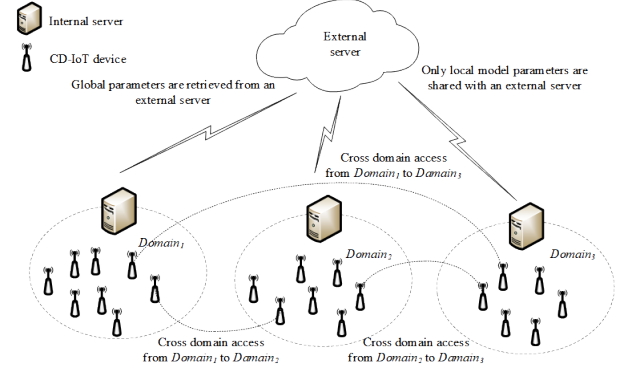 Internal server
CD-IoT device
External
server
Global parameters are retrieved from an
external server
Only local model parameters are
shared with an external server
Cross domain access
from Domain1 to Damain3
Domain1
Domain2
Domain3
Cross domain access
from Domain1 to Damain2
Cross domain access
from Domain2 to Damain3